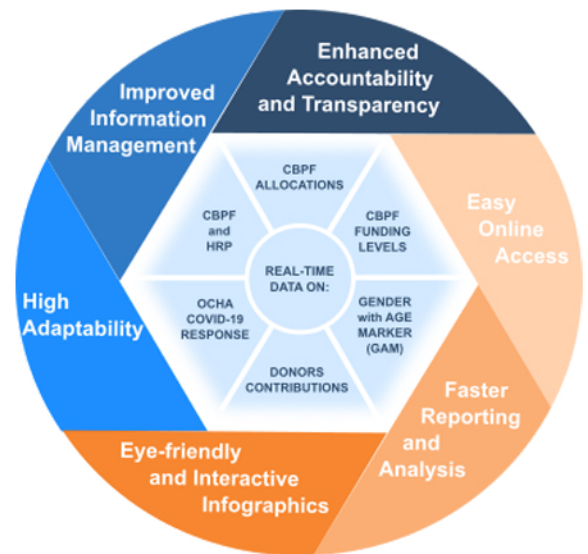 Enhanced
Accountability
and Transparency
Improved
Information
Management
Easy
Online
Access
High
Adaptability
Faster
Reporting
and
Analysis
Eye-friendly
and Interactive
Infographics
CBPF
ALLOCATIONS
CBPF
and
HRP
CBPF
FUNDING
LEVELS
REAL-TIME
DATA ON:
OCHA
COVID-19
RESPONSE
GENDER
with AGE
MARKER
(GAM)
DONORS
CONTRIBUTIONS